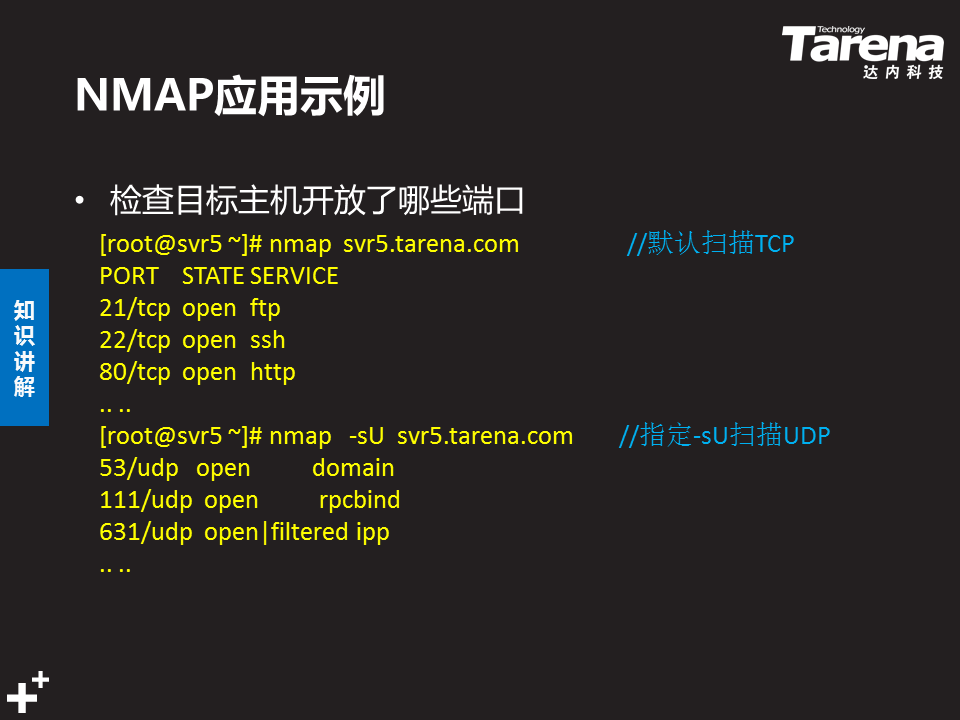 Technology
Tarena
达内科技
NMAP应用示例
• 检查目标主机开放了哪些端口
[root@svr5 ~]# nmap svr5.tarena.com //默认扫描TCP
PORT STATE SERVICE
21/tcp open ftp
22/tcp open ssh
80/tcp open http
.. ..
[root@svr5 ~]# nmap -sU svr5.tarena.com //指定-sU扫描UDP
53/udp open domain
111/udp open rpcbind
631/udp open|filtered ipp
.. ..
知识讲解